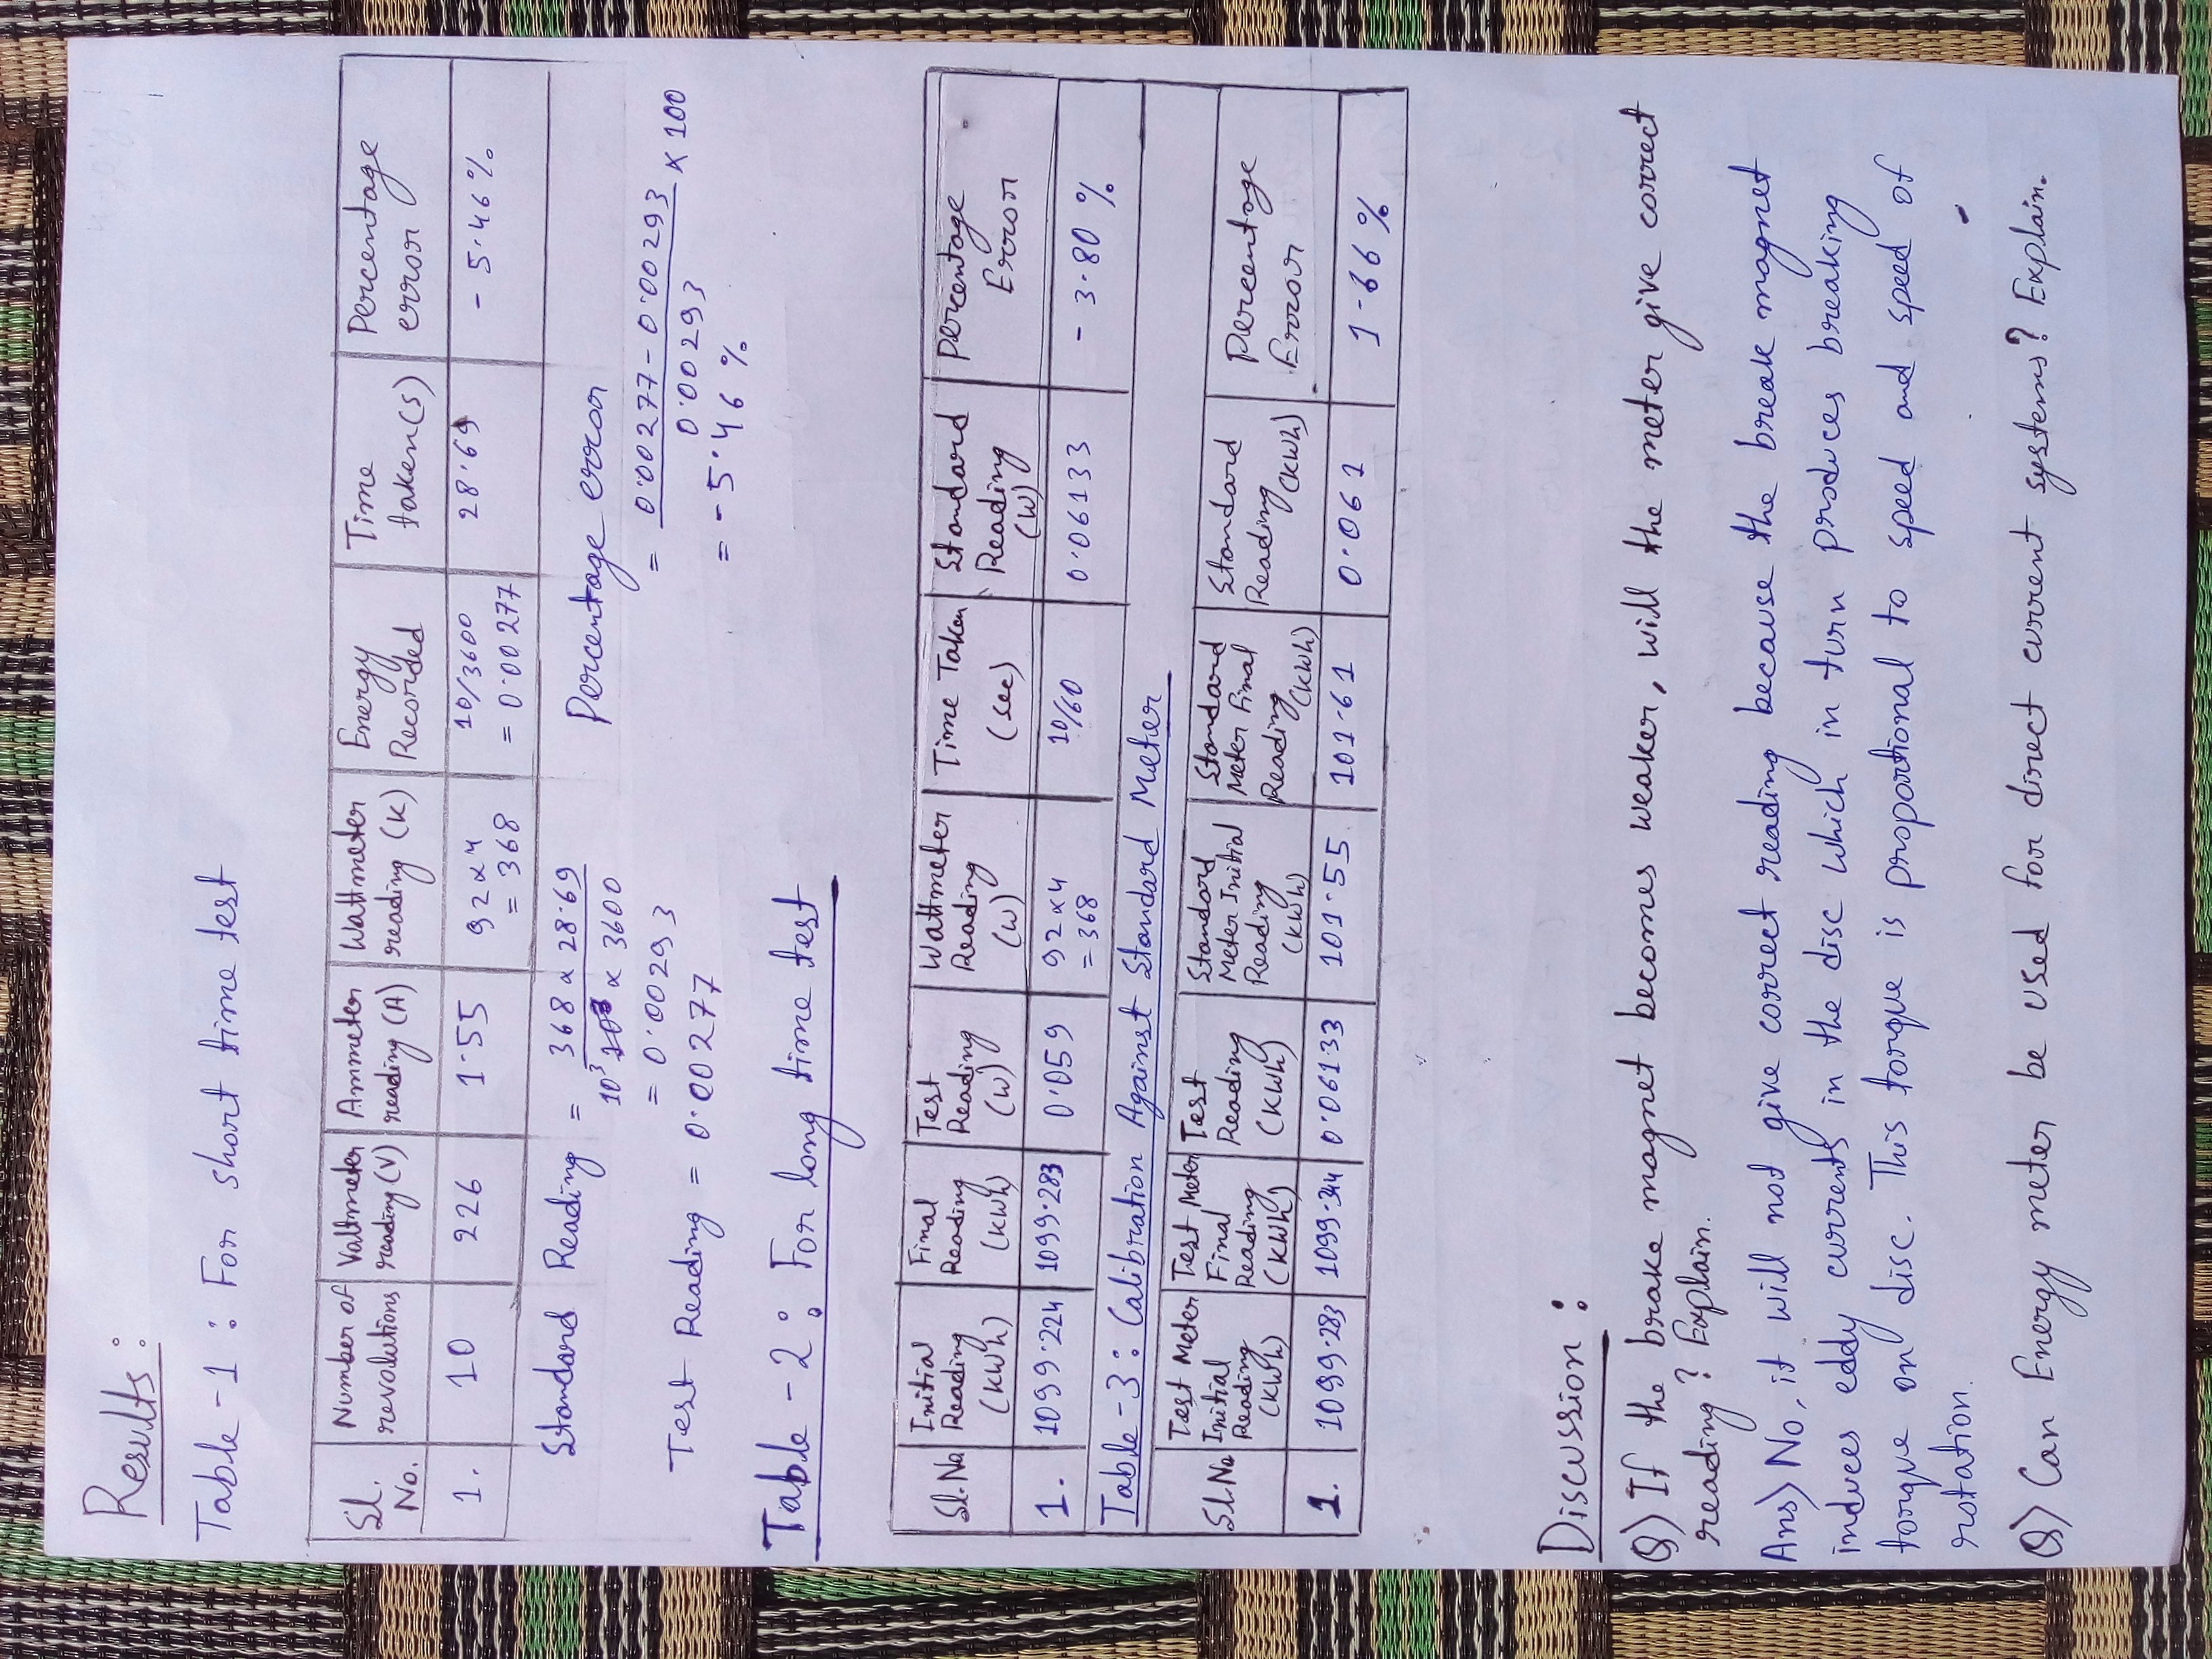 Results:
Table-1: For short time test
Sl. No. | Number of revolutions | Voltmeter reading (V) | Ammeter reading (A) | Wattmeter reading (K) | Energy Recorded | Time taken(s) | Percentage error
1. | 10 | 226 | 1.55 | 92 x 4 = 368 | 10/3600 = 0.00277 | 28.69 | - 5.46%
Standard Reading = 368 x 28.69 / 10³ x 3600
= 0.00293
Test Reading = 0.00277
Percentage error
= 0.00277 - 0.00293 / 0.00293 x 100
= -5.46 %
Table-2: For long time test
Sl.No | Initial Reading (KWh) | Final Reading (KWh) | Test Reading (W) | Wattmeter Reading (W) | Time Taken (sec) | Standard Reading (W) | Percentage Error
1. | 1099.224 | 1099.283 | 0.059 | 92 x 4 = 368 | 10/60 | 0.06133 | - 3.80 %
Table-3: Calibration Against Standard Meter
Sl.No | Test Meter Initial Reading (KWh) | Test Meter Final Reading (KWh) | Test Reading (KWh) | Standard Meter Initial Reading (KWh) | Standard Meter Final Reading (KWh) | Standard Reading (KWh) | Percentage Error
1. | 1099.283 | 1099.344 | 0.06133 | 101.55 | 101.61 | 0.061 | 1.66 %
Discussion:
Q) If the brake magnet becomes weaker, will the meter give correct
reading? Explain.
Ans) No, it will not give correct reading because the break magnet
induces eddy currents in the disc which in turn produces breaking
torque on disc. This torque is proportional to speed and speed of
rotation.
Q) Can Energy meter be used for direct current systems? Explain.